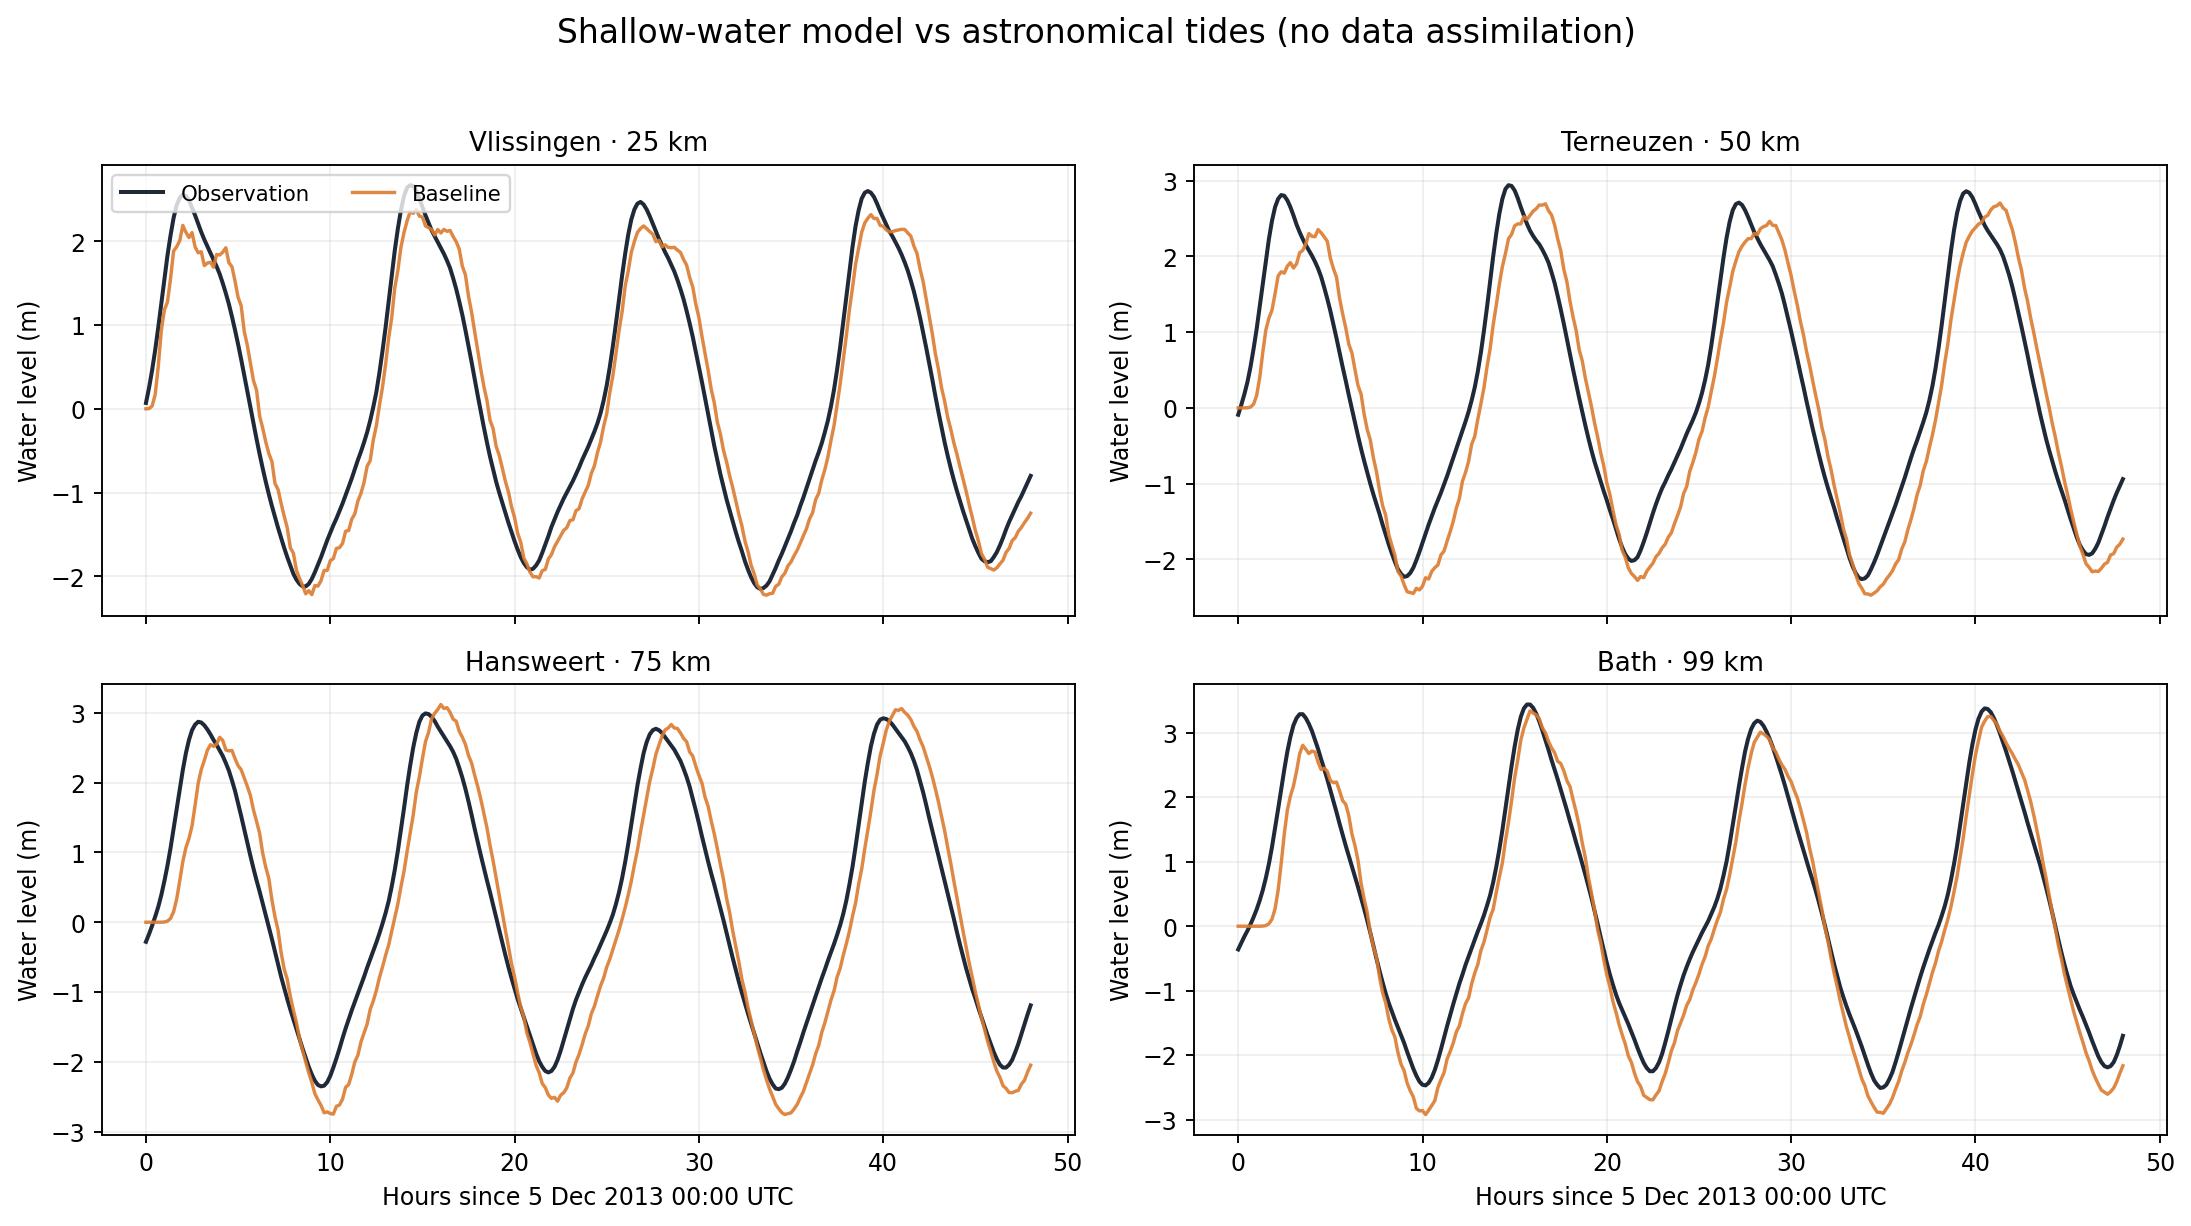 Shallow-water model vs astronomical tides (no data assimilation)
Vlissingen · 25 km
Observation
Baseline
Water level (m)
2
1
0
−1
−2
Terneuzen · 50 km
Water level (m)
3
2
1
0
−1
−2
Hansweert · 75 km
Water level (m)
3
2
1
0
−1
−2
−3
0 10 20 30 40 50
Hours since 5 Dec 2013 00:00 UTC
Bath · 99 km
Water level (m)
3
2
1
0
−1
−2
−3
0 10 20 30 40 50
Hours since 5 Dec 2013 00:00 UTC